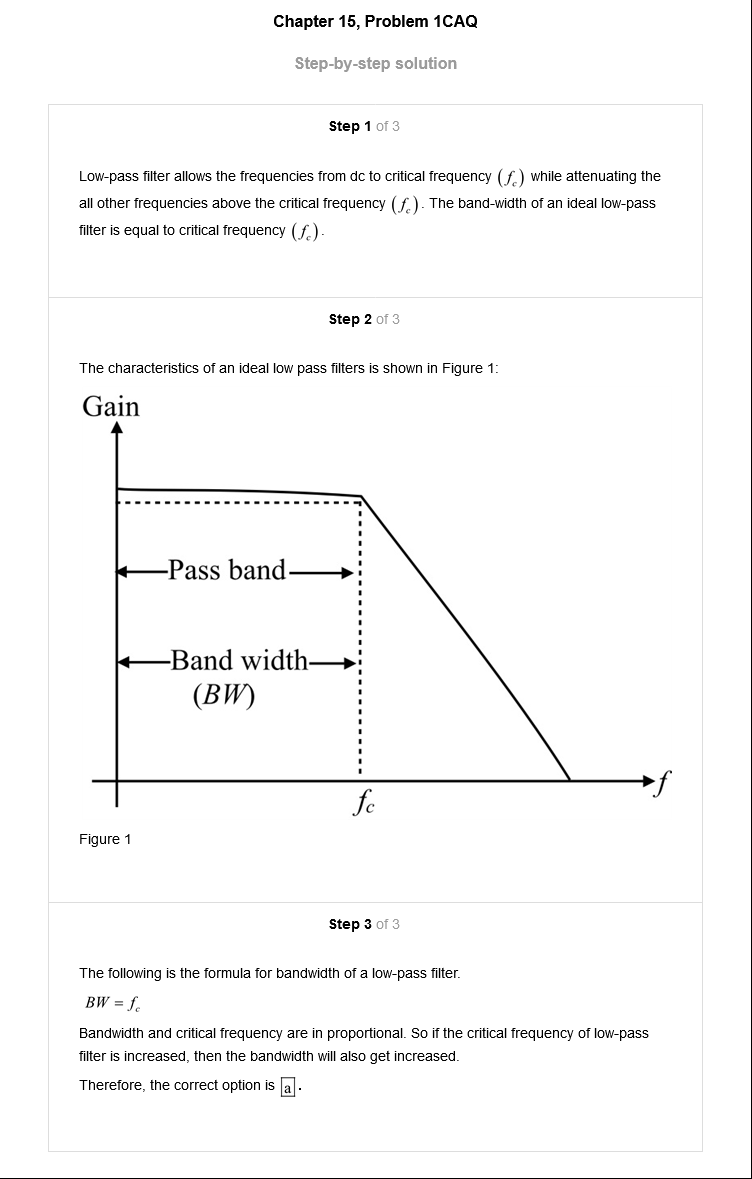 Chapter 15, Problem 1CAQ
Step-by-step solution
Step 1 of 3
Low-pass filter allows the frequencies from dc to critical frequency (f_c) while attenuating the
all other frequencies above the critical frequency (f_c). The band-width of an ideal low-pass
filter is equal to critical frequency (f_c).
Step 2 of 3
The characteristics of an ideal low pass filters is shown in Figure 1:
Gain
Pass band
Band width
(BW)
f
f_c
Figure 1
Step 3 of 3
The following is the formula for bandwidth of a low-pass filter.
BW = f_c
Bandwidth and critical frequency are in proportional. So if the critical frequency of low-pass
filter is increased, then the bandwidth will also get increased.
Therefore, the correct option is a.